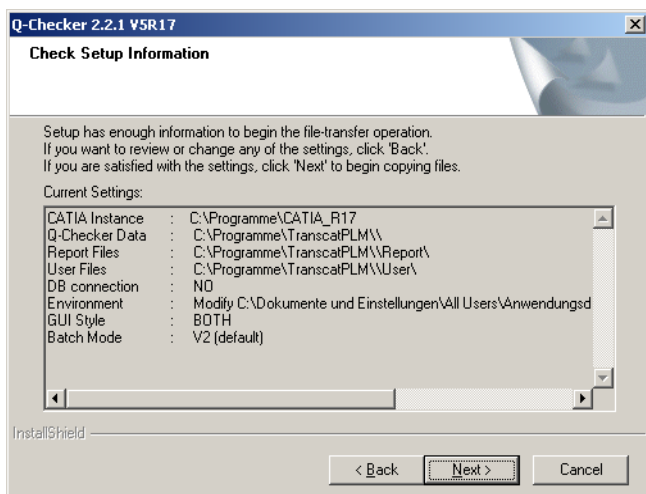 Q-Checker 2.2.1 V5R17
Check Setup Information
Setup has enough information to begin the file-transfer operation.
If you want to review or change any of the settings, click 'Back'.
If you are satisfied with the settings, click 'Next' to begin copying files.
Current Settings:
CATIA Instance : C:\Programme\CATIA_R17
Q-Checker Data : C:\Programme\TranscatPLM\\
Report Files : C:\Programme\TranscatPLM\\Report\
User Files : C:\Programme\TranscatPLM\\User\
DB connection : NO
Environment : Modify C:\Dokumente und Einstellungen\All Users\Anwendungsd
GUI Style : BOTH
Batch Mode : V2 (default)
InstallShield
< Back Next > Cancel